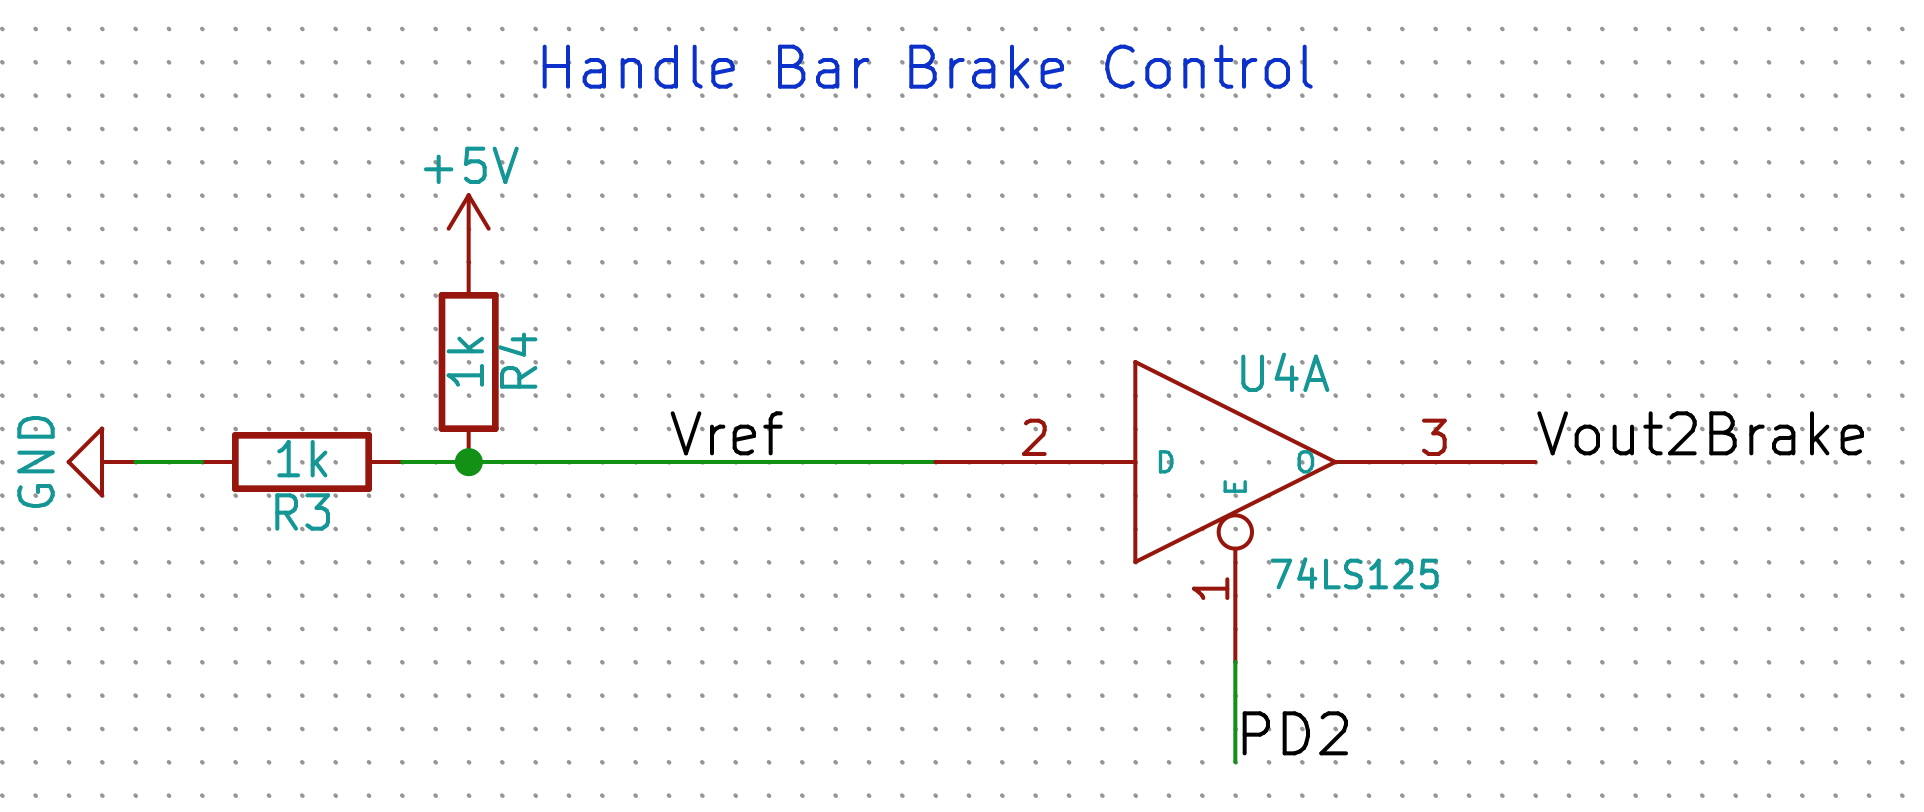 Handle Bar Brake Control
+5V
1k
R4
GND
1k
R3
Vref
2
D
E
O
U4A
3
Vout2Brake
1
74LS125
PD2